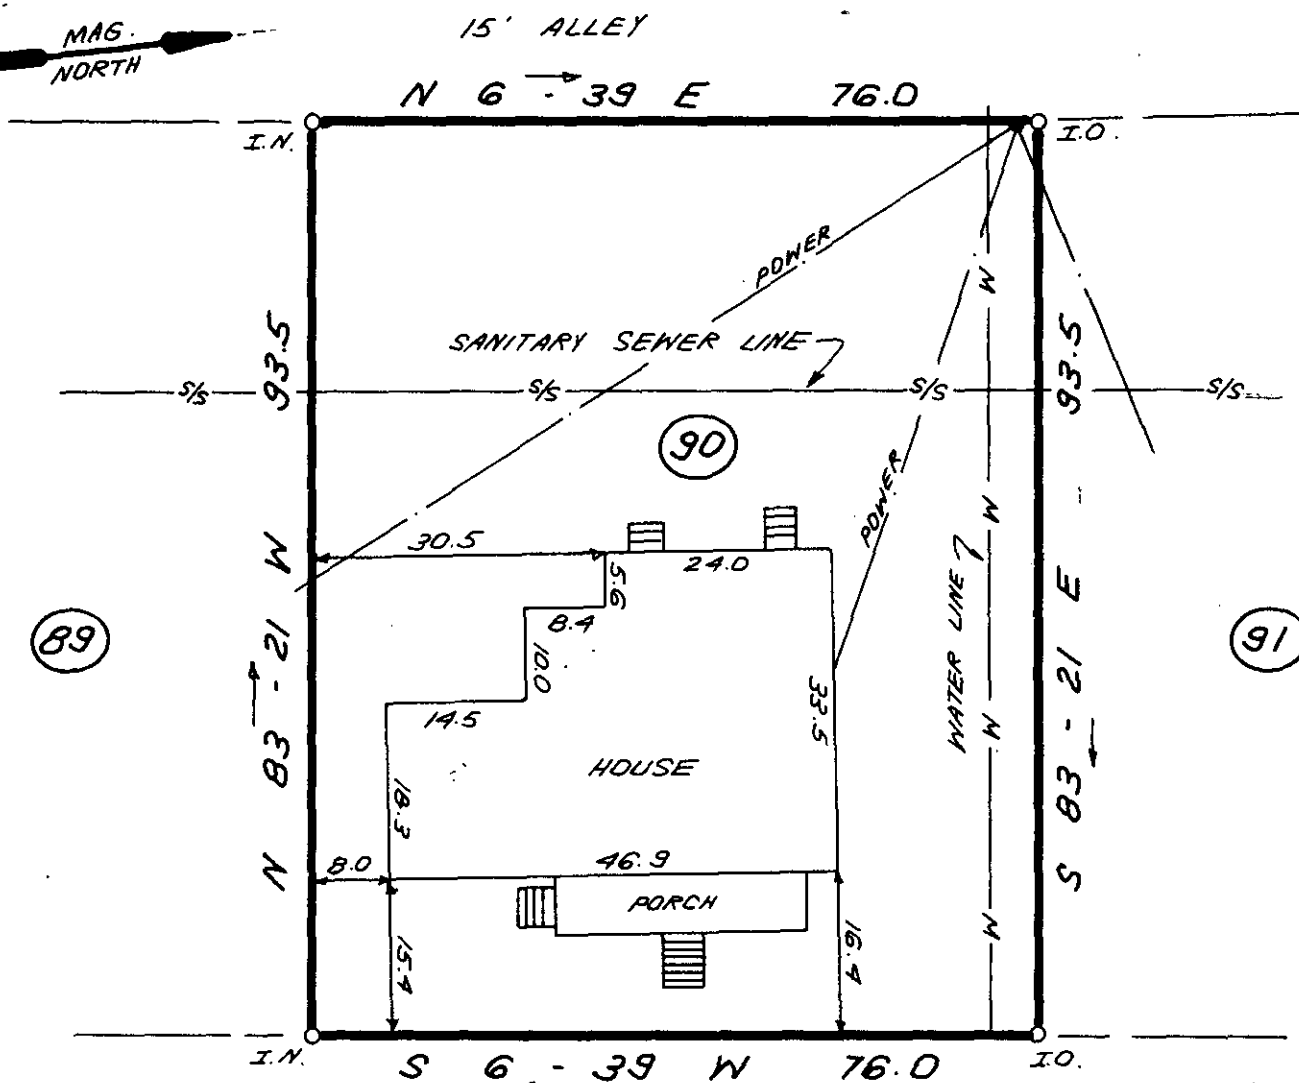 MAG.
NORTH
15' ALLEY
N 6 - 39 E 76.0
I.N.
I.O.
POWER
W
SANITARY SEWER LINE
93.5
93.5
S/S
S/S
S/S
S/S
90
POWER
W
30.5
24.0
5.6
8.4
10.0
14.5
33.5
WATER LINE
W
89
91
N 83 - 21 W
S 83 - 21 E
HOUSE
18.3
8.0
46.9
PORCH
15.4
16.4
W
I.N.
S 6 - 39 W 76.0
I.O.